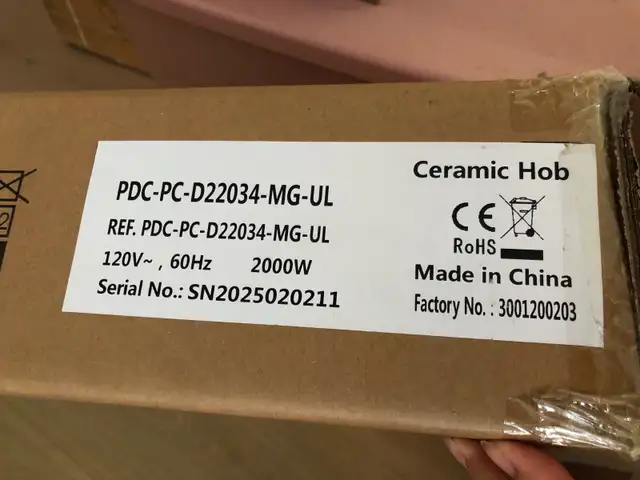 PDC-PC-D22034-MG-UL
REF. PDC-PC-D22034-MG-UL
120V~, 60Hz 2000W
Serial No.: SN2025020211
Ceramic Hob
CE
RoHS
Made in China
Factory No. : 3001200203